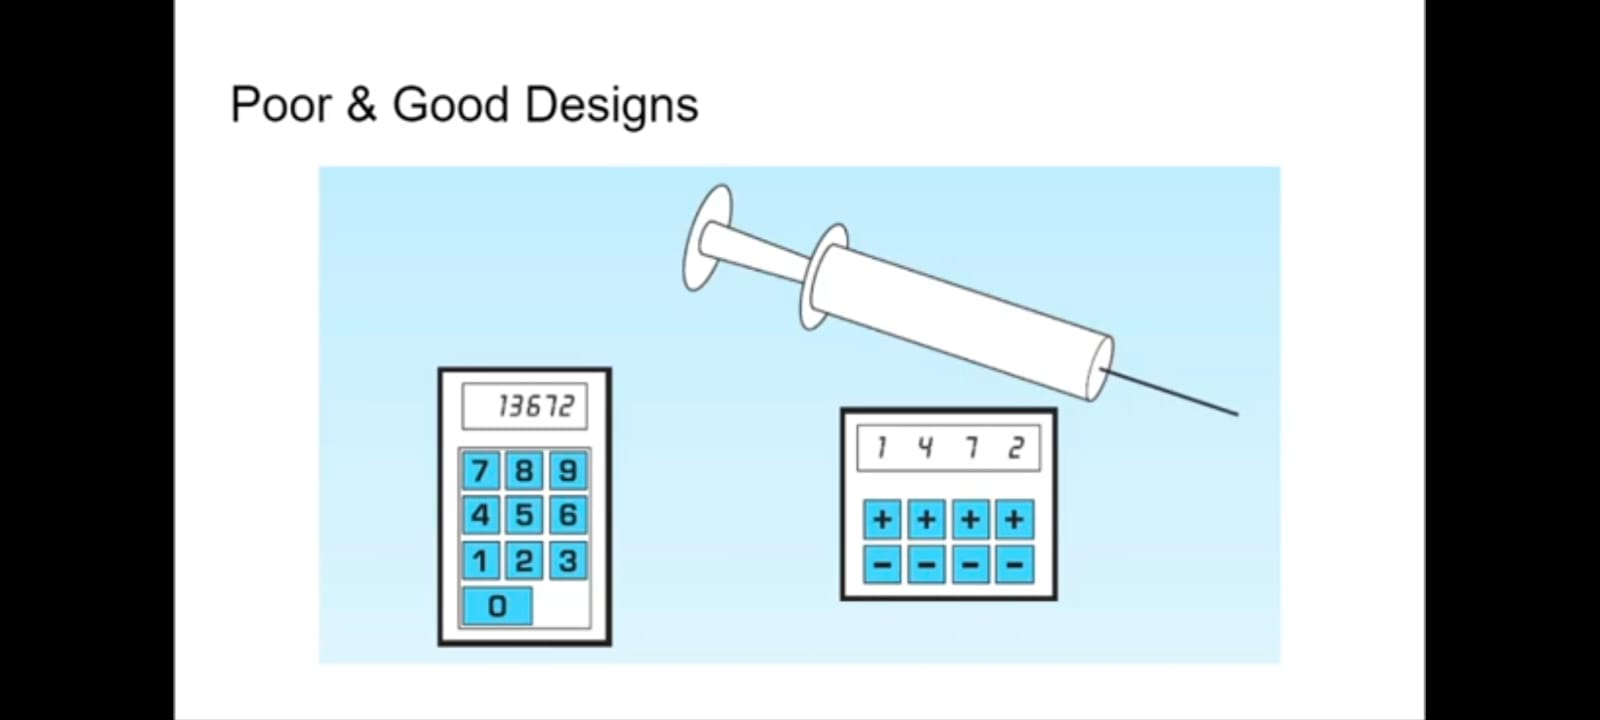 Poor & Good Designs
13672
7 8 9
4 5 6
1 2 3
0
1 4 7 2
+ + + +
- - - -